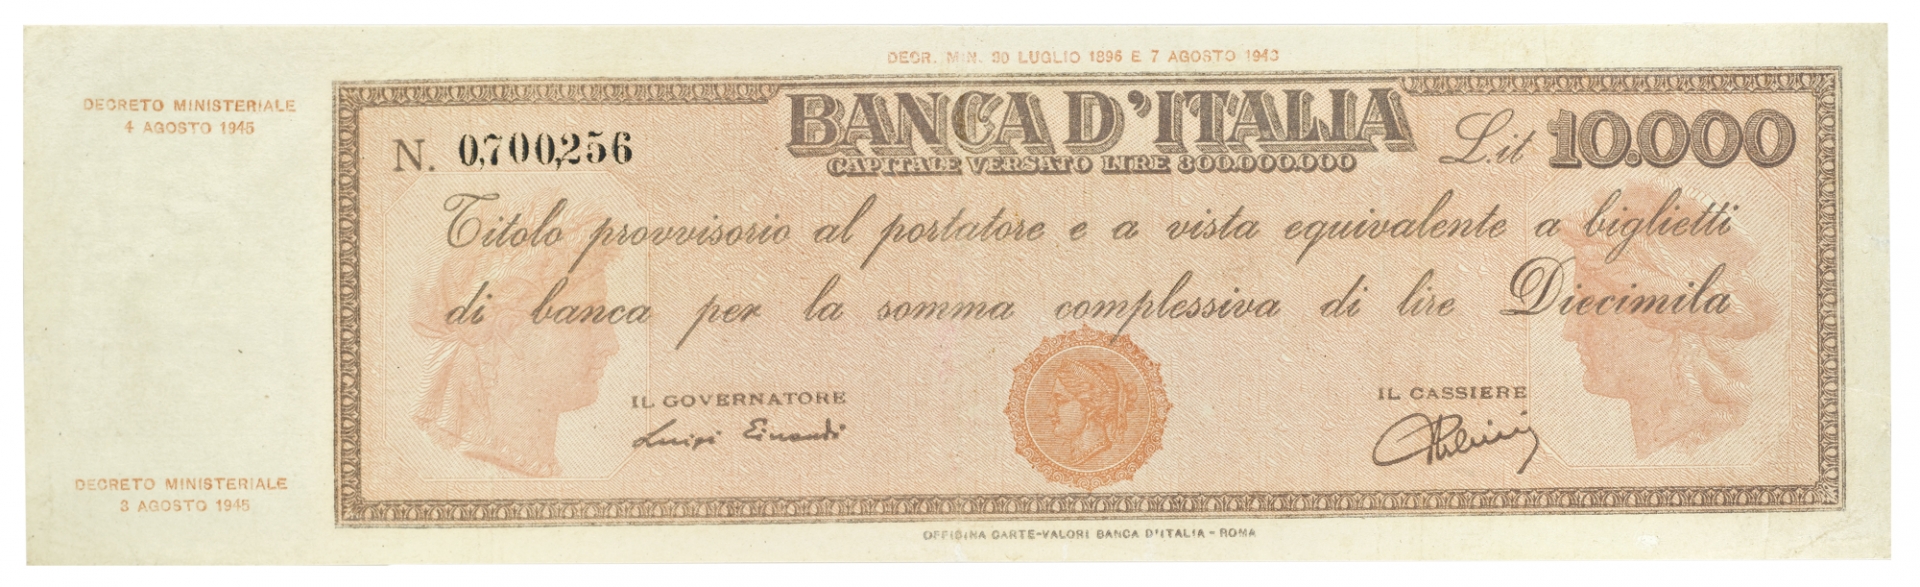 DECR. MIN. 30 LUGLIO 1896 E 7 AGOSTO 1943
DECRETO MINISTERIALE
4 AGOSTO 1945
BANCA D'ITALIA
CAPITALE VERSATO LIRE 300.000.000
N. 0,700,256
L.it 10.000
Titolo provvisorio al portatore e a vista equivalente a biglietti
di banca per la somma complessiva di lire Diecimila
IL GOVERNATORE
Luigi Einaudi
IL CASSIERE
DECRETO MINISTERIALE
3 AGOSTO 1945
OFFICINA CARTE-VALORI BANCA D'ITALIA - ROMA